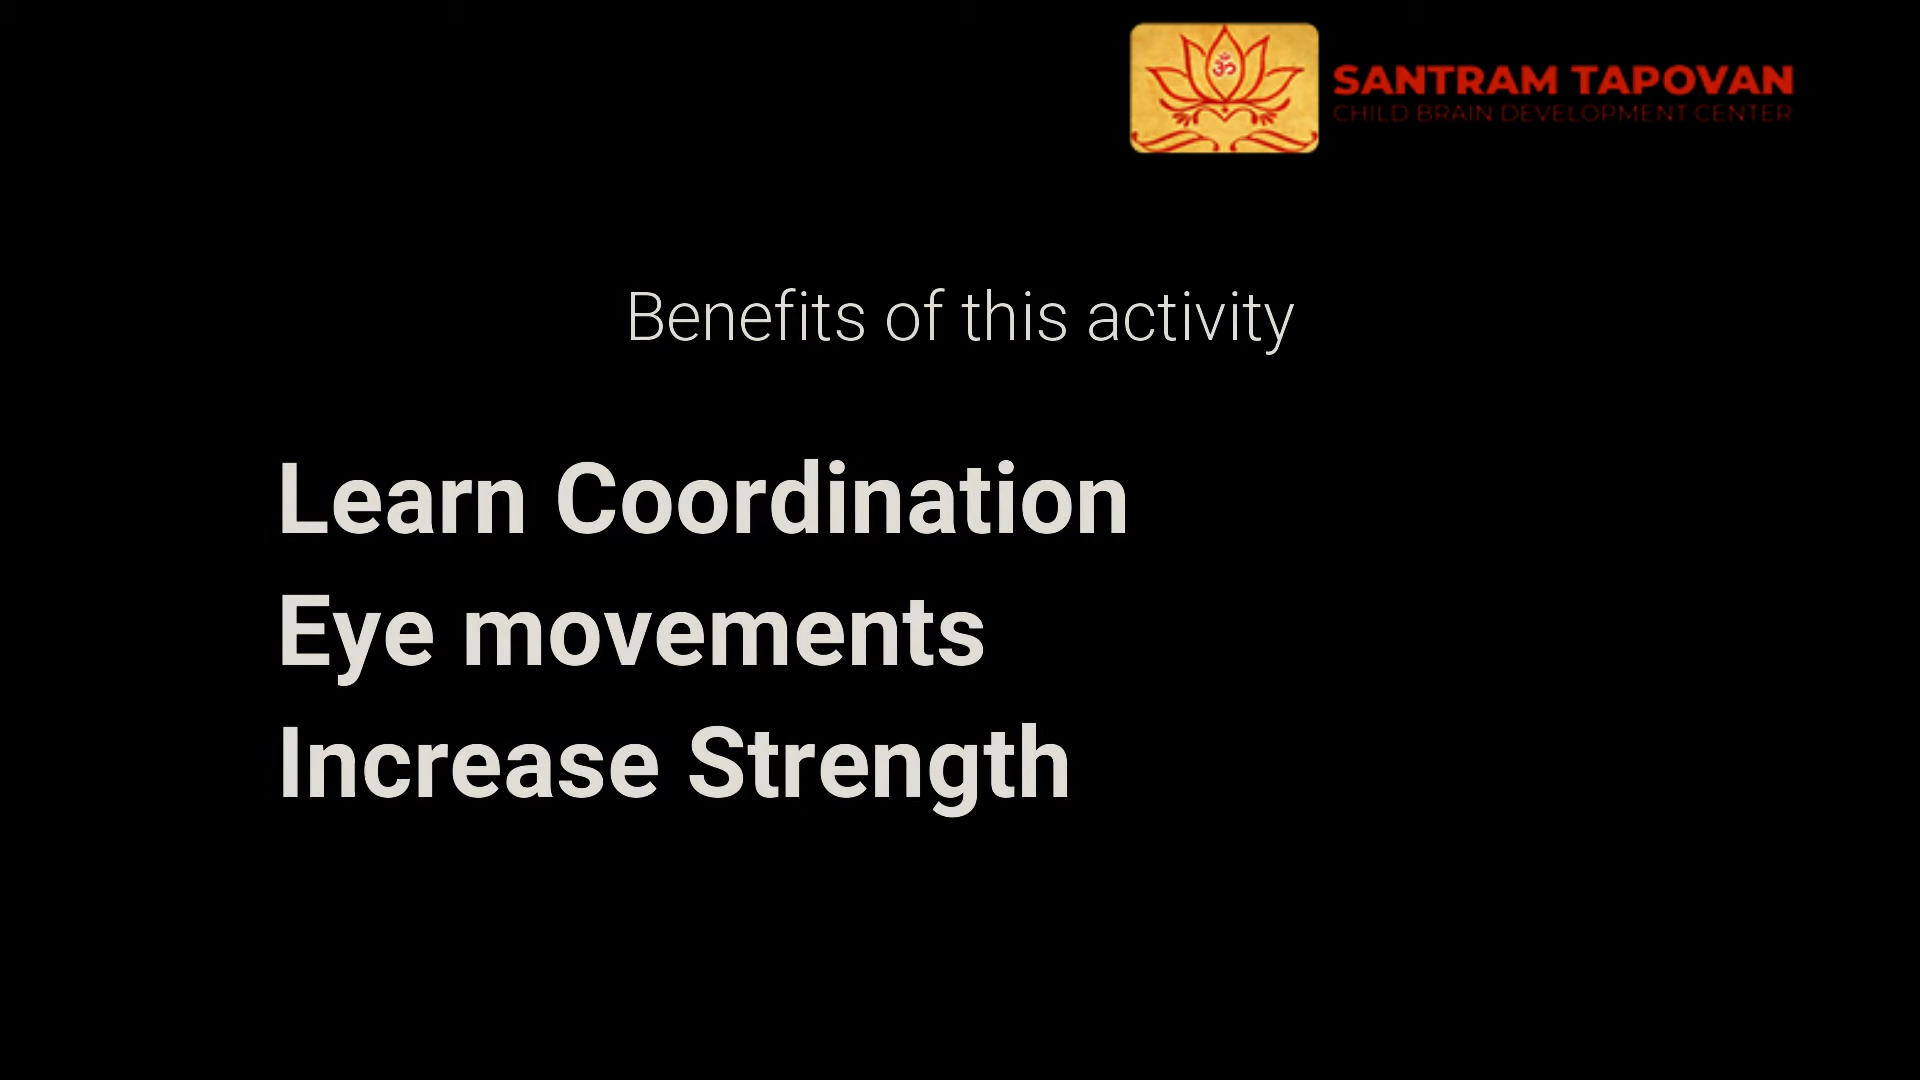 ॐ
SANTRAM TAPOVAN
CHILD BRAIN DEVELOPMENT CENTER
Benefits of this activity
Learn Coordination
Eye movements
Increase Strength